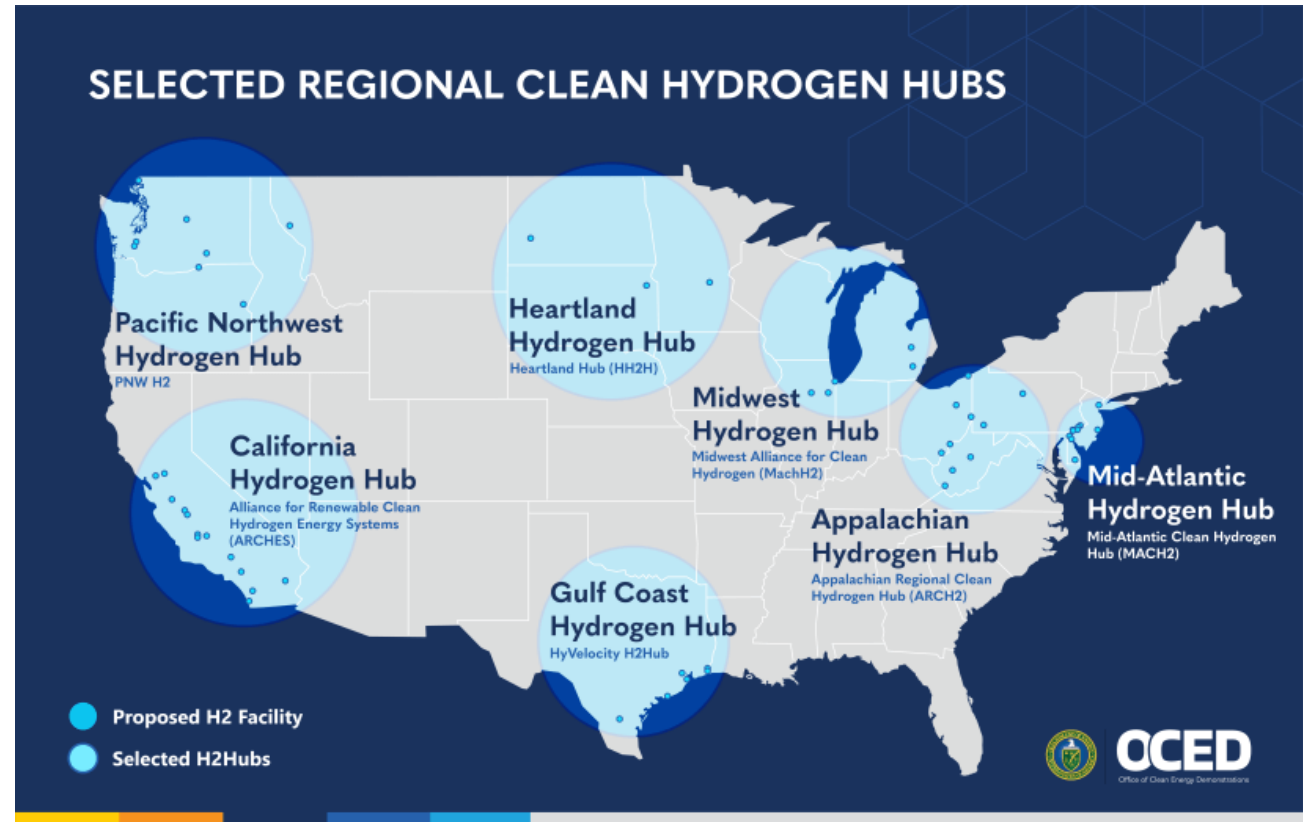 SELECTED REGIONAL CLEAN HYDROGEN HUBS
Pacific Northwest
Hydrogen Hub
PNW H2
Heartland
Hydrogen Hub
Heartland Hub (HH2H)
Midwest
Hydrogen Hub
Midwest Alliance for Clean
Hydrogen (MachH2)
California
Hydrogen Hub
Alliance for Renewable Clean
Hydrogen Energy Systems
(ARCHES)
Mid-Atlantic
Hydrogen Hub
Mid-Atlantic Clean Hydrogen
Hub (MACH2)
Appalachian
Hydrogen Hub
Appalachian Regional Clean
Hydrogen Hub (ARCH2)
Gulf Coast
Hydrogen Hub
HyVelocity H2Hub
Proposed H2 Facility
Selected H2Hubs
OCED
Office of Clean Energy Demonstrations